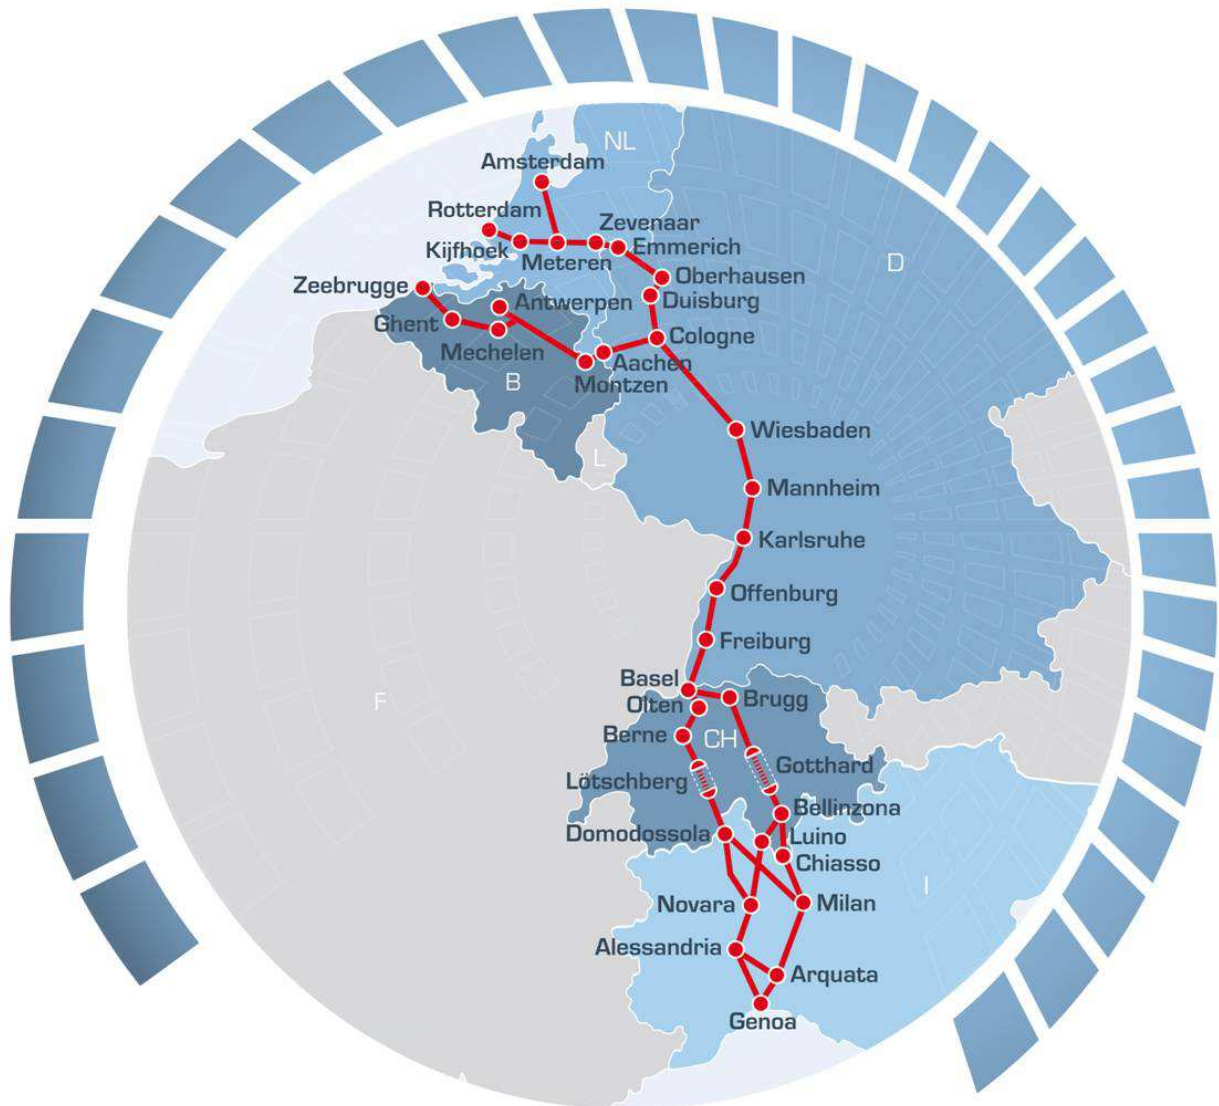 NL
Amsterdam
Rotterdam
Zevenaar
Kijfhoek
Emmerich
Meteren
D
Oberhausen
Zeebrugge
Antwerpen
Duisburg
Ghent
Cologne
Mechelen
Aachen
B
Montzen
Wiesbaden
L
Mannheim
Karlsruhe
Offenburg
Freiburg
Basel
F
Olten
Brugg
Berne
CH
Gotthard
Lötschberg
Bellinzona
Domodossola
Luino
Chiasso
I
Novara
Milan
Alessandria
Arquata
Genoa